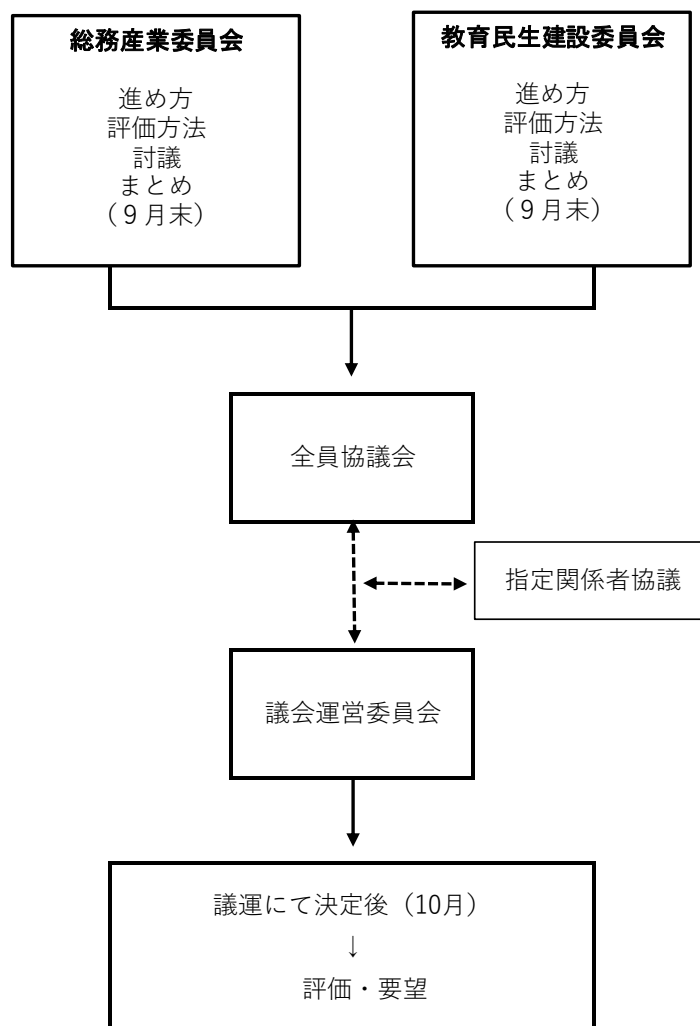 総務産業委員会
進め方
評価方法
討議
まとめ
（９月末）
教育民生建設委員会
進め方
評価方法
討議
まとめ
（９月末）
全員協議会
指定関係者協議
議会運営委員会
議運にて決定後（10月）
↓
評価・要望